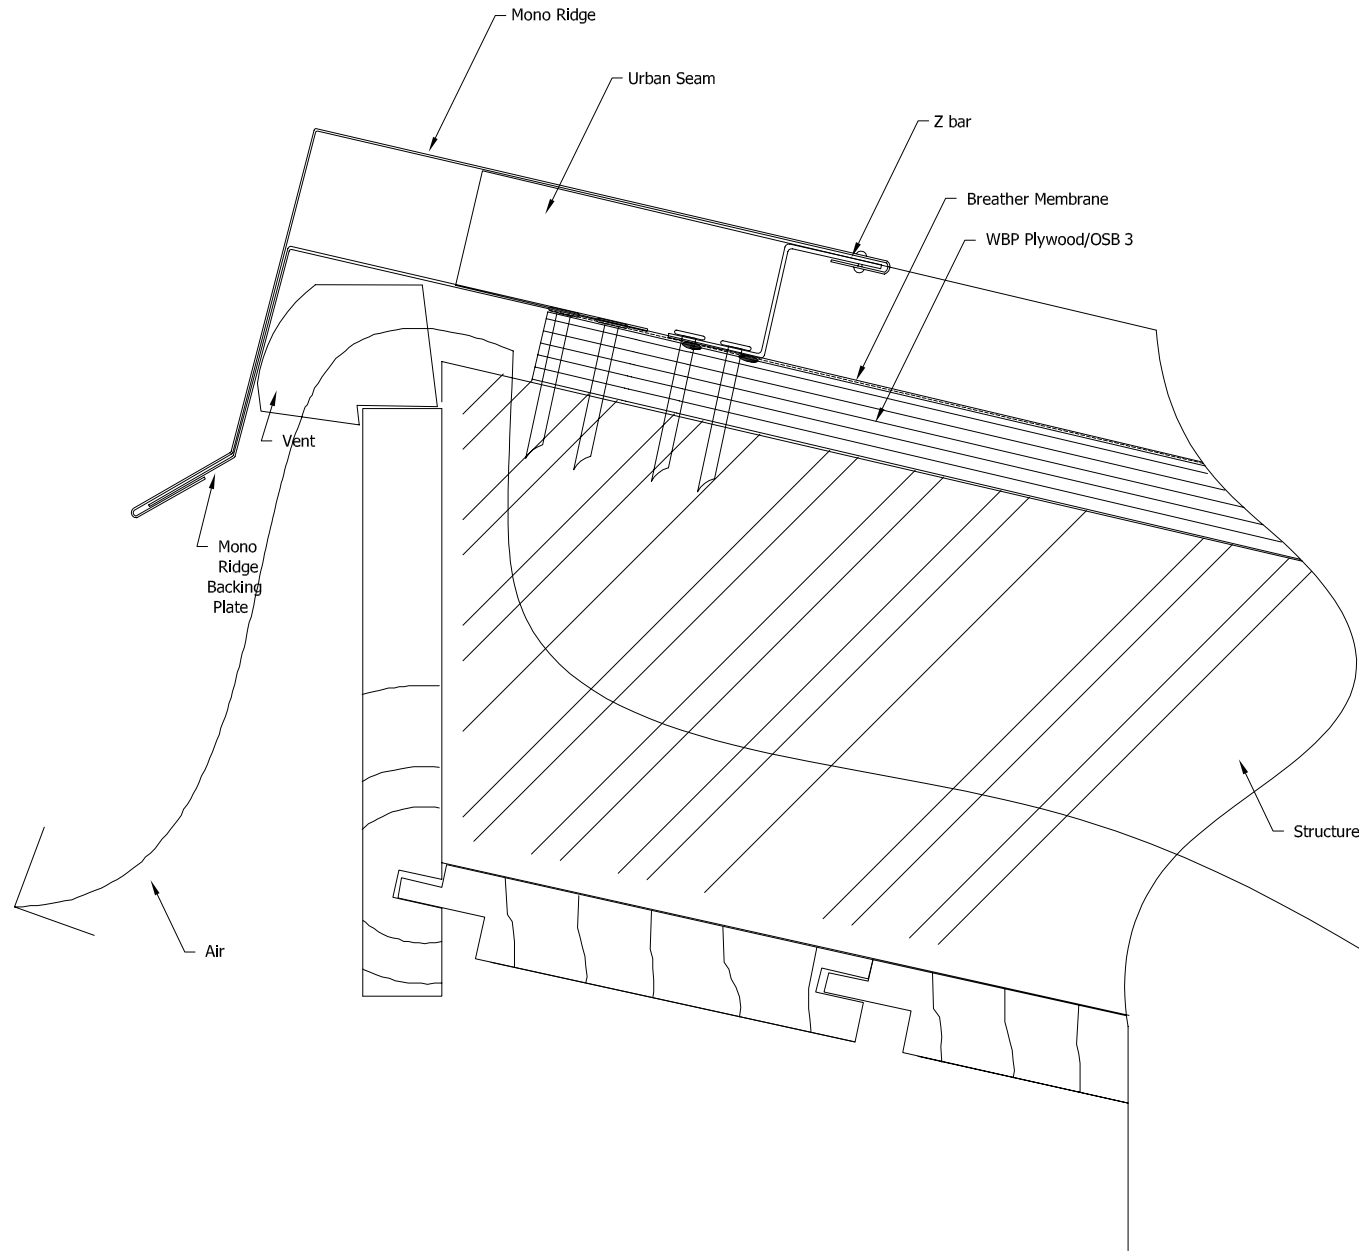 Mono Ridge
Urban Seam
Z bar
Breather Membrane
WBP Plywood/OSB 3
Vent
Mono
Ridge
Backing
Plate
Structure
Air